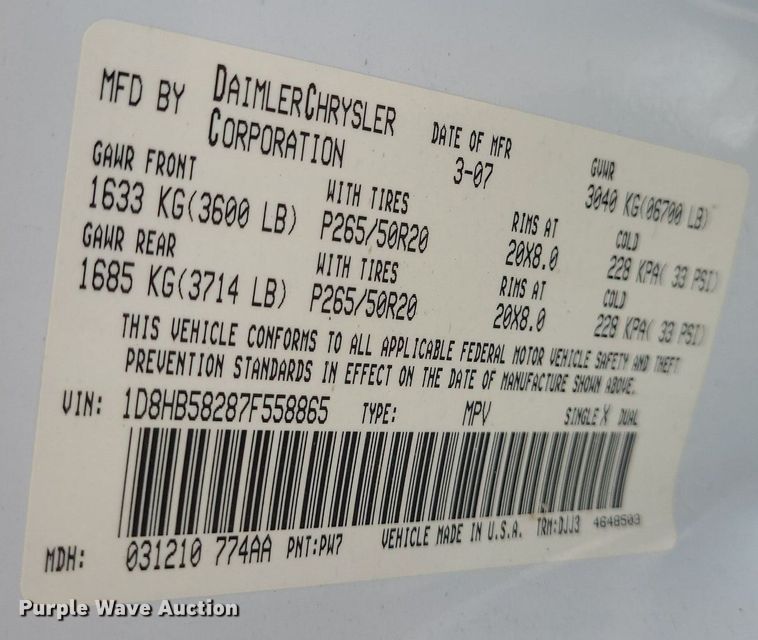 MFD BY DAIMLERCHRYSLER CORPORATION DATE OF MFR 3-07 GVWR 3040 KG(06700 LB)
GAWR FRONT WITH TIRES RIMS AT COLD
1633 KG(3600 LB) P265/50R20 20X8.0 228 KPA( 33 PSI)
GAWR REAR WITH TIRES RIMS AT COLD
1685 KG(3714 LB) P265/50R20 20X8.0 228 KPA( 33 PSI)
THIS VEHICLE CONFORMS TO ALL APPLICABLE FEDERAL MOTOR VEHICLE SAFETY AND THEFT
PREVENTION STANDARDS IN EFFECT ON THE DATE OF MANUFACTURE SHOWN ABOVE.
VIN: 1D8HB58287F558865 TYPE: MPV SINGLE X DUAL
MDH: 031210 774AA PNT:PW7 VEHICLE MADE IN U.S.A. TRM:DJJ3 4648503
Purple Wave Auction